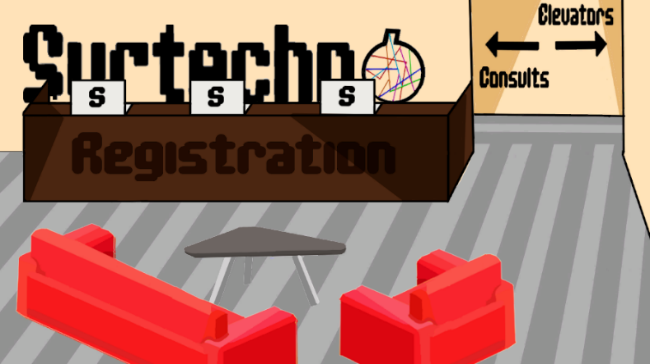 Surtechno
S S S
Registration
Elevators
Consults